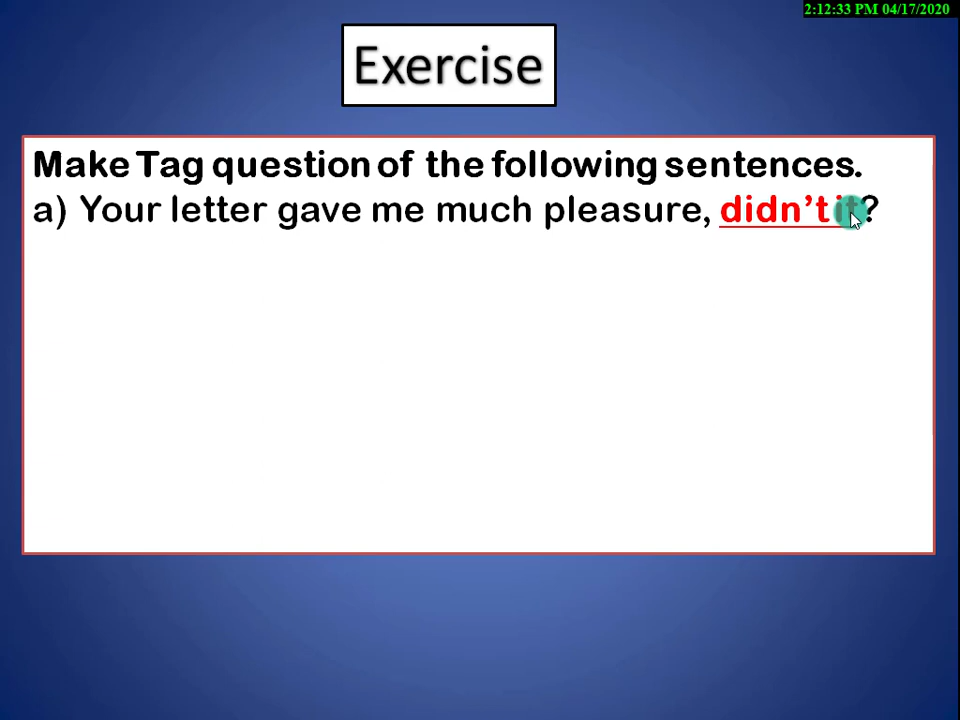 2:12:33 PM 04/17/2020
Exercise
Make Tag question of the following sentences.
a) Your letter gave me much pleasure, didn’t it?